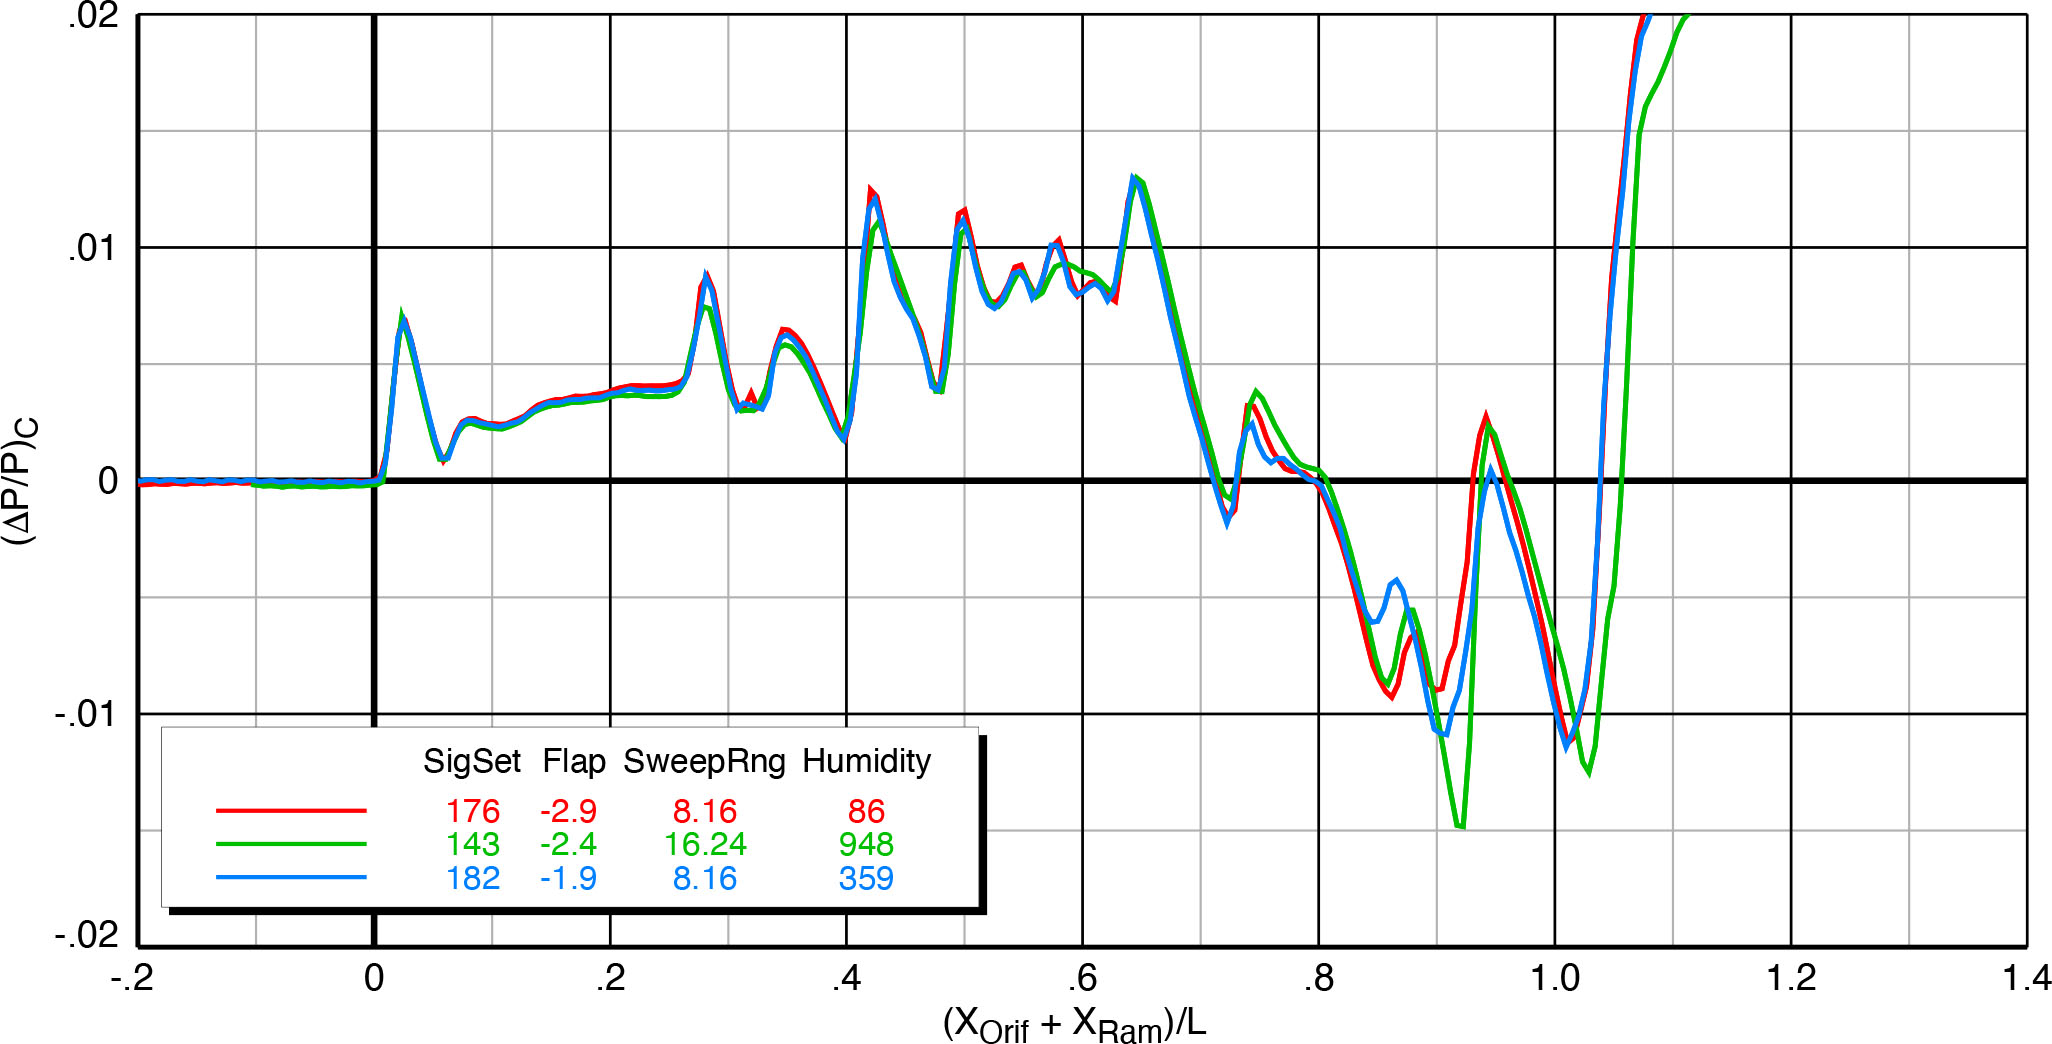 .02
.01
0
-.01
-.02
(ΔP/P)C
SigSet Flap SweepRng Humidity
176 -2.9 8.16 86
143 -2.4 16.24 948
182 -1.9 8.16 359
-.2 0 .2 .4 .6 .8 1.0 1.2 1.4
(XOrif + XRam)/L